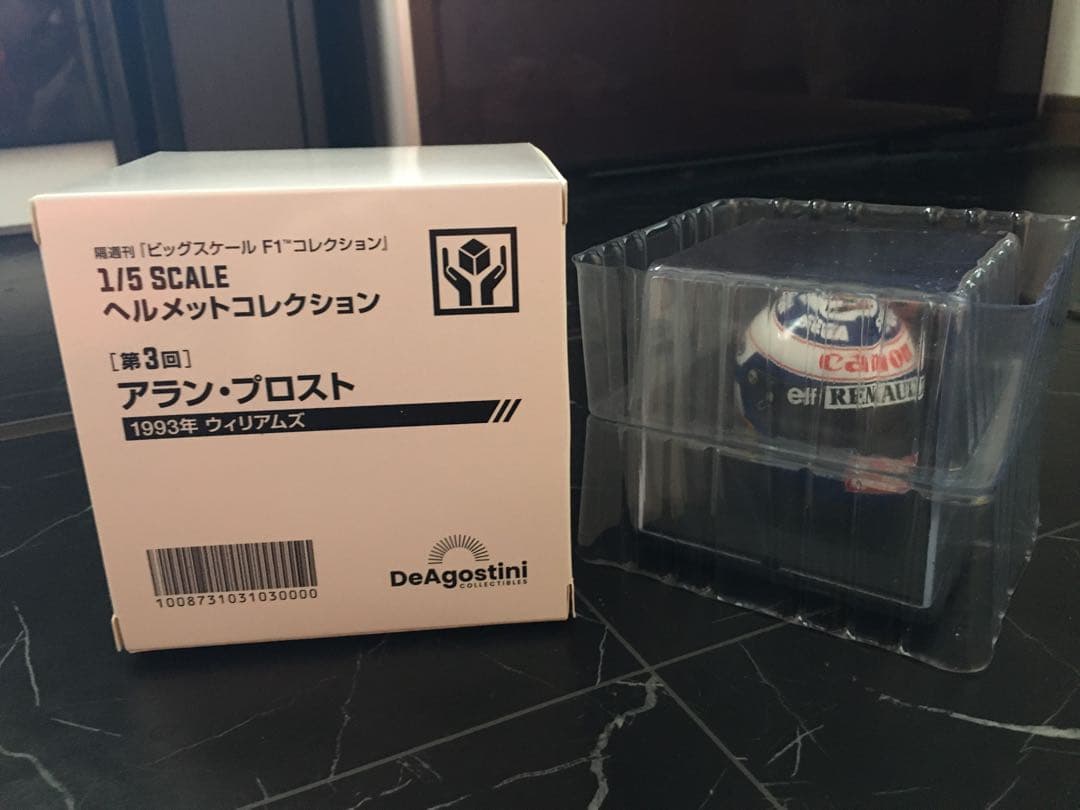 隔週刊『ビッグスケール F1™コレクション』
1/5 SCALE
ヘルメットコレクション
[第3回]
アラン・プロスト
1993年 ウィリアムズ
1008731031030000
DeAgostini
COLLECTIBLES
Canon
elf RENAULT